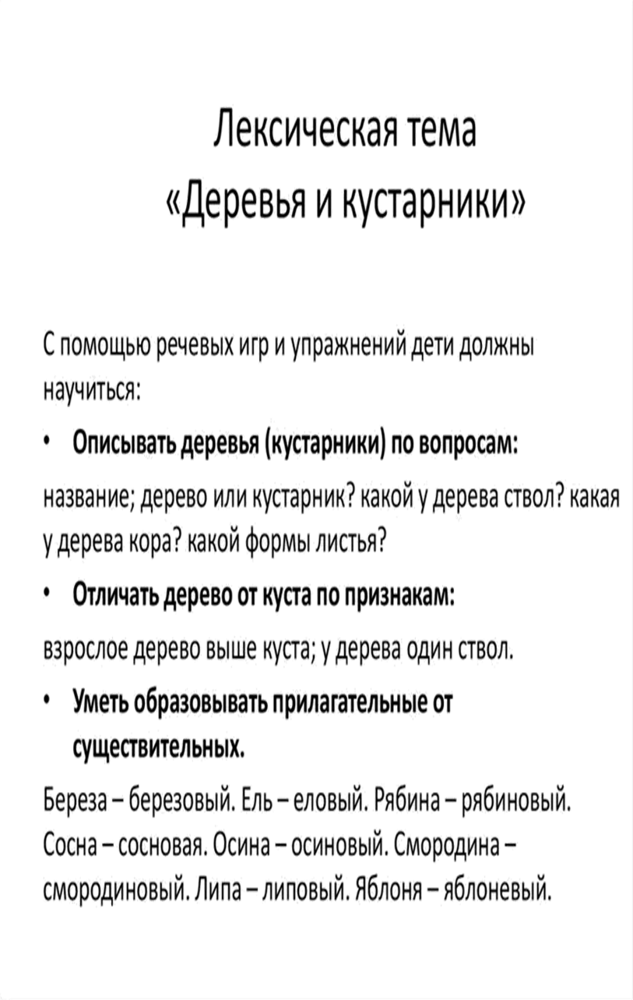 Лексическая тема
«Деревья и кустарники»
С помощью речевых игр и упражнений дети должны
научиться:
• Описывать деревья (кустарники) по вопросам:
название; дерево или кустарник? какой у дерева ствол? какая
у дерева кора? какой формы листья?
• Отличать дерево от куста по признакам:
взрослое дерево выше куста; у дерева один ствол.
• Уметь образовывать прилагательные от
существительных.
Береза – березовый. Ель – еловый. Рябина – рябиновый.
Сосна – сосновая. Осина – осиновый. Смородина –
смородиновый. Липа – липовый. Яблоня – яблоневый.